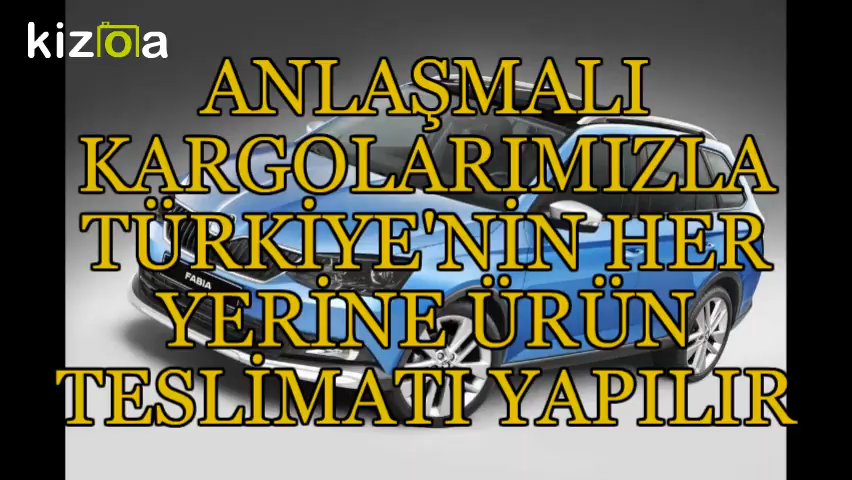 kizoa
ANLAŞMALI
KARGOLARIMIZLA
TÜRKİYE'NİN HER
YERİNE ÜRÜN
TESLİMATI YAPILIR
FABIA